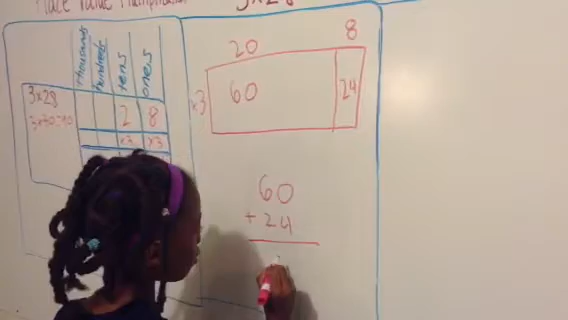 Place Value Multiplication
3x28
thousands
hundreds
tens
ones
3x28
2 8
x3 x3
20 8
x3 60 24
60
+ 24